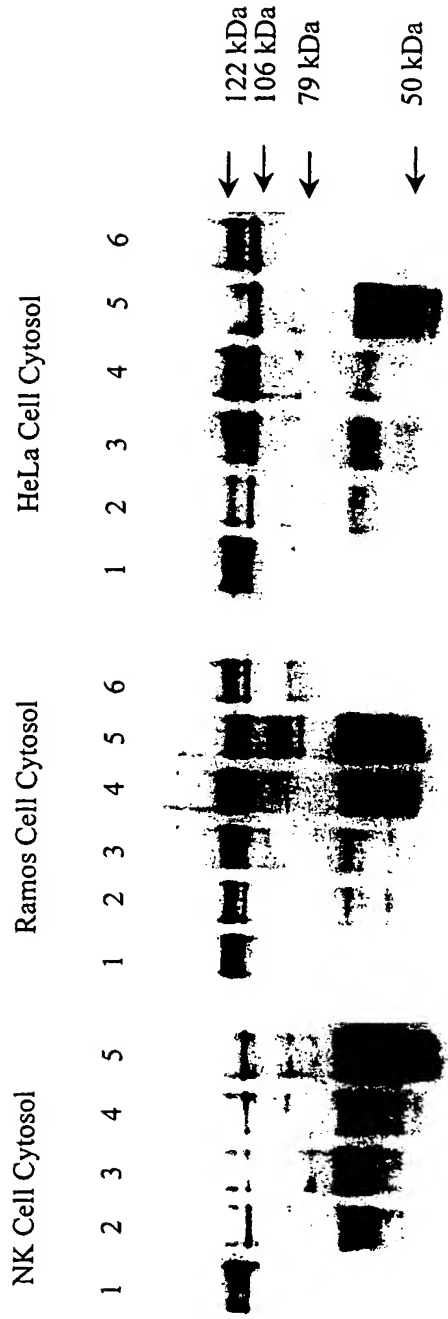 NK Cell Cytosol
1 2 3 4 5
Ramos Cell Cytosol
1 2 3 4 5 6
HeLa Cell Cytosol
1 2 3 4 5 6
122 kDa
106 kDa
79 kDa
50 kDa